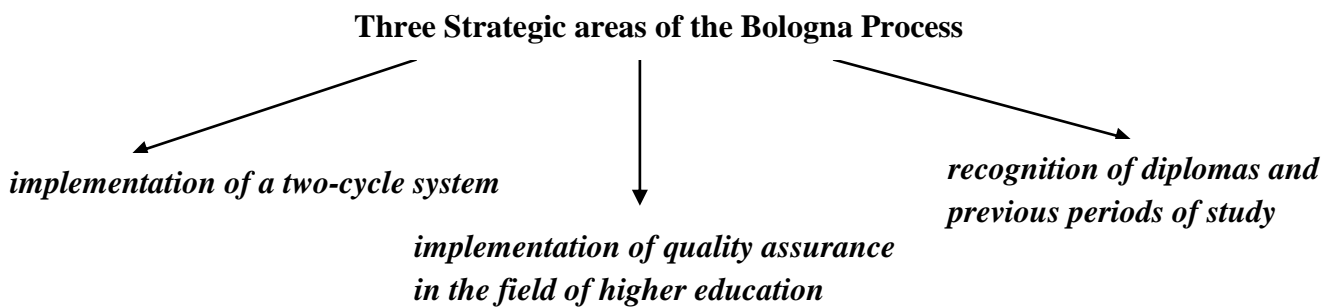 Three Strategic areas of the Bologna Process
implementation of a two-cycle system
implementation of quality assurance
in the field of higher education
recognition of diplomas and
previous periods of study